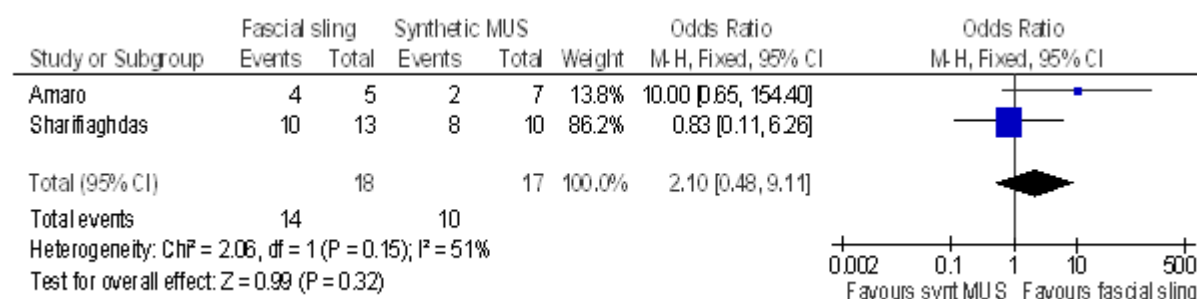 Fascial sling Synthetic MUS Odds Ratio Odds Ratio
Study or Subgroup Events Total Events Total Weight M-H, Fixed, 95% CI M-H, Fixed, 95% CI
Amaro 4 5 2 7 13.8% 10.00 [0.65, 154.40]
Sharifiaghdas 10 13 8 10 86.2% 0.83 [0.11, 6.26]
Total (95% CI) 18 17 100.0% 2.10 [0.48, 9.11]
Total events 14 10
Heterogeneity: Chi² = 2.06, df = 1 (P = 0.15); I² = 51%
Test for overall effect: Z = 0.99 (P = 0.32)
0.002 0.1 1 10 500
Favours synt MUS Favours fascial sling